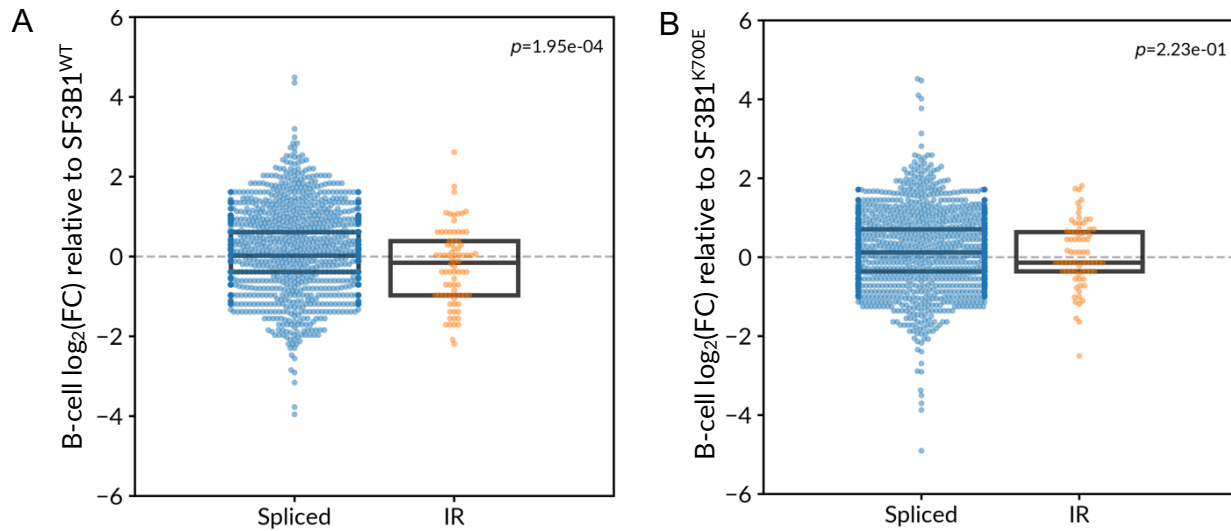 A
B-cell log₂(FC) relative to SF3B1ᵂᵀ
6
4
2
0
−2
−4
−6
p=1.95e-04
Spliced
IR
B
B-cell log₂(FC) relative to SF3B1ᴷ⁷⁰⁰ᴱ
6
4
2
0
−2
−4
−6
p=2.23e-01
Spliced
IR